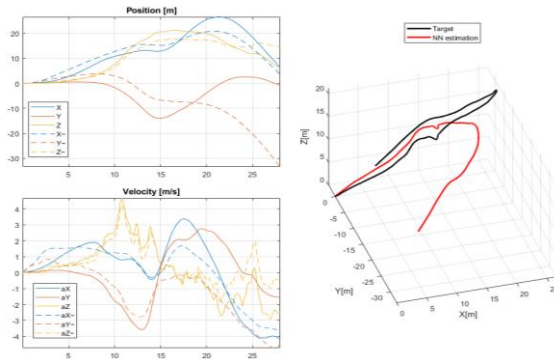 Position [m]
20
10
0
-10
-20
-30
X
Y
Z
X~
Y~
Z~
5
10
15
20
25
Velocity [m/s]
4
3
2
1
0
-1
-2
-3
-4
aX
aY
aZ
aX~
aY~
aZ~
5
10
15
20
25
Target
NN estimation
20
15
10
5
0
Z[m]
0
-5
-10
-15
-20
-25
-30
Y[m]
0
5
10
15
20
X[m]